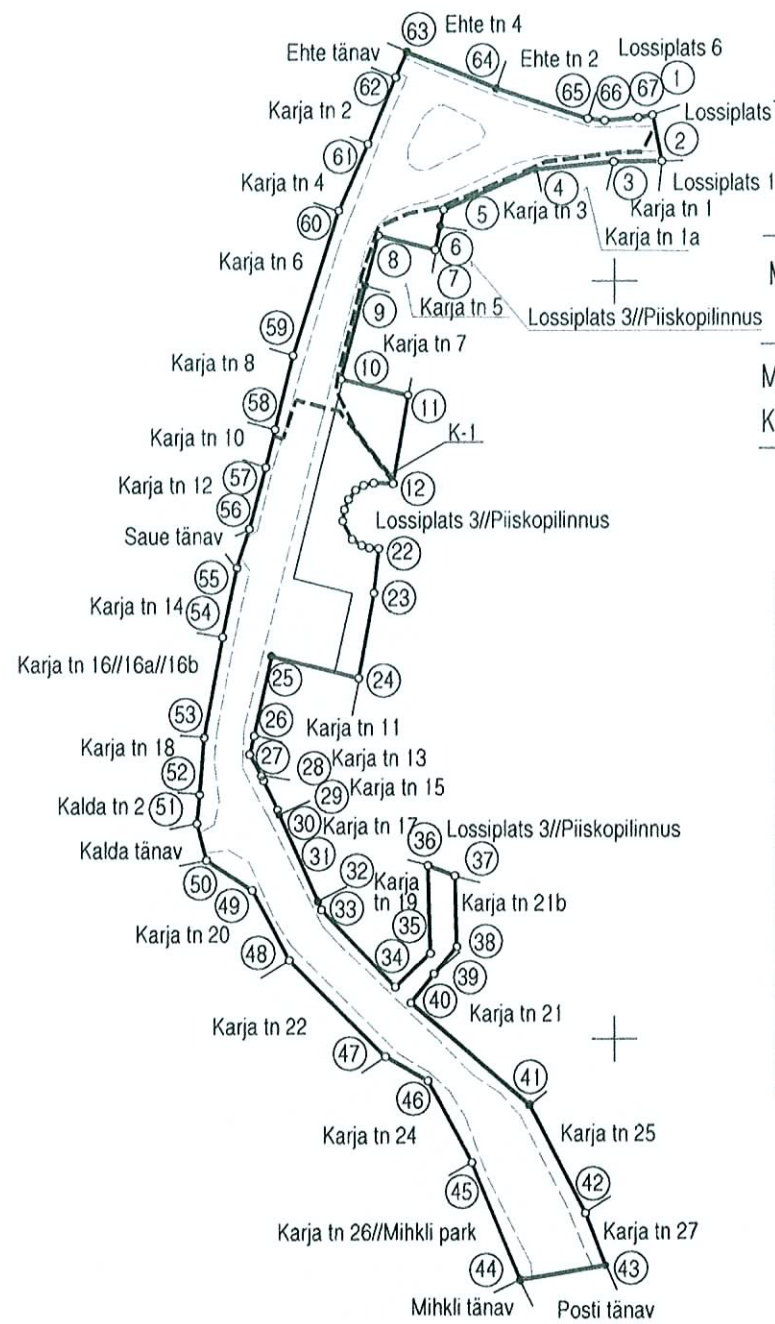 63 Ehte tn 4
Ehte tänav
64 Ehte tn 2
Lossiplats 6
62
65 66 67 1
Karja tn 2
Lossiplats
2
61
Karja tn 4
3
4
Lossiplats 1
60
5 Karja tn 3
Karja tn 1
Karja tn 1a
Karja tn 6
6
8
7
M
9
Karja tn 5
Lossiplats 3//Piiskopilinnus
59
Karja tn 7
Karja tn 8
10
11
M
K
58
K-1
Karja tn 10
57
12
Karja tn 12
56
Lossiplats 3//Piiskopilinnus
Saue tänav
22
55
23
Karja tn 14 54
Karja tn 16//16a//16b
25
24
53
Karja tn 11
26
Karja tn 18
27
28 Karja tn 13
52
29 Karja tn 15
Kalda tn 2 51
30 Karja tn 17
36 Lossiplats 3//Piiskopilinnus
Kalda tänav
31
32
37
50
33
Karja
tn 19
Karja tn 21b
49
35
Karja tn 20
38
48
34
39
40 Karja tn 21
Karja tn 22
47
41
46
Karja tn 25
Karja tn 24
45
42
Karja tn 26//Mihkli park
Karja tn 27
44
43
Mihkli tänav
Posti tänav